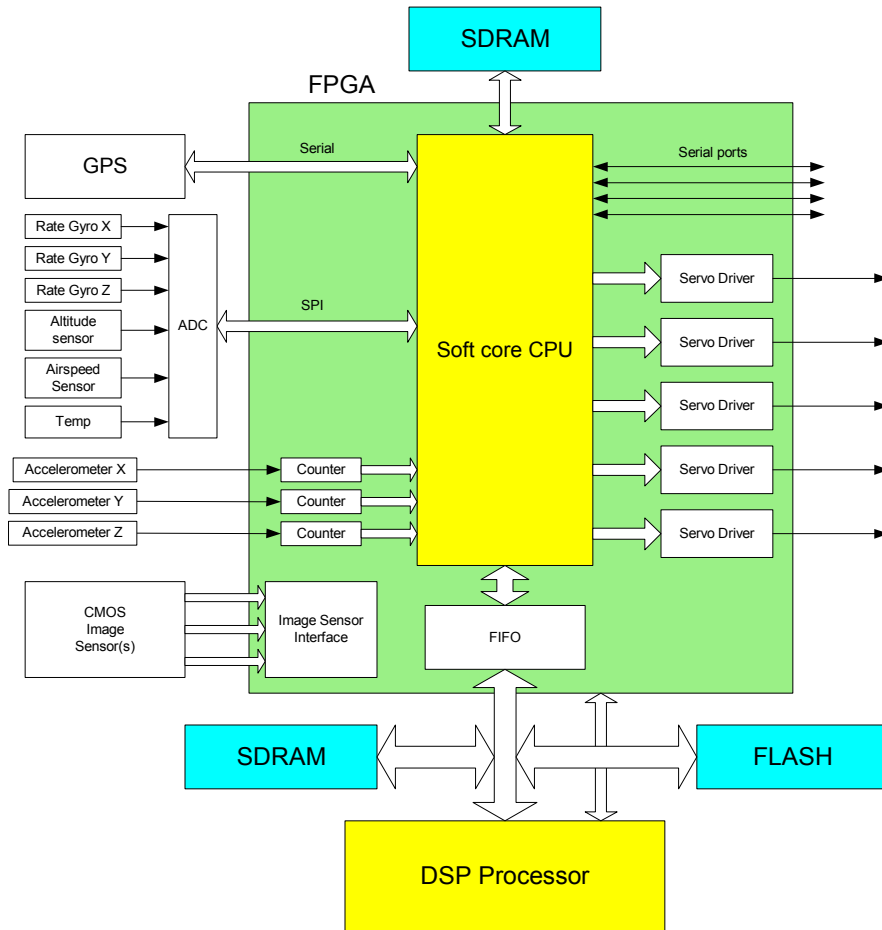 SDRAM
FPGA
GPS
Serial
Serial ports
Rate Gyro X
Rate Gyro Y
Rate Gyro Z
Altitude
sensor
Airspeed
Sensor
Temp
ADC
SPI
Soft core CPU
Servo Driver
Servo Driver
Servo Driver
Servo Driver
Servo Driver
Accelerometer X
Accelerometer Y
Accelerometer Z
Counter
Counter
Counter
CMOS
Image
Sensor(s)
Image Sensor
Interface
FIFO
SDRAM
FLASH
DSP Processor